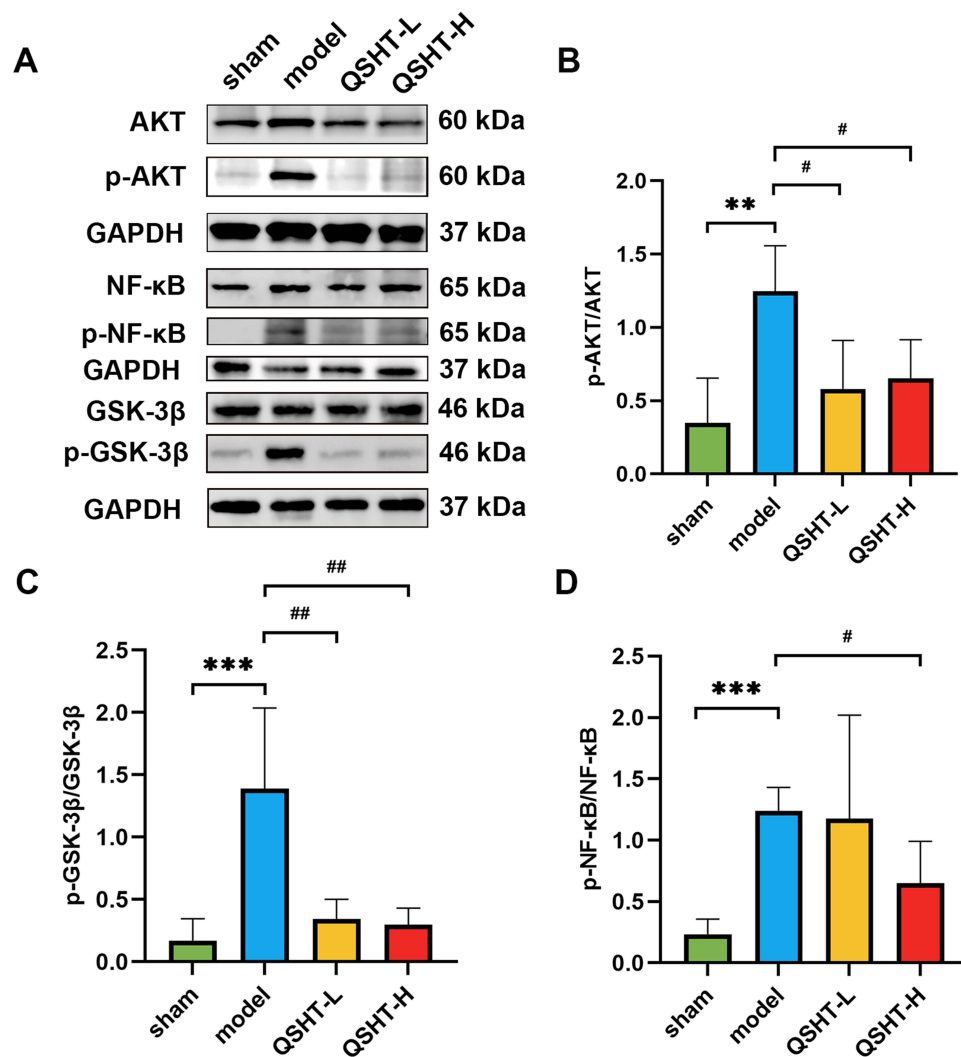 A
sham
model
QSHT-L
QSHT-H
AKT 60 kDa
p-AKT 60 kDa
GAPDH 37 kDa
NF-κB 65 kDa
p-NF-κB 65 kDa
GAPDH 37 kDa
GSK-3β 46 kDa
p-GSK-3β 46 kDa
GAPDH 37 kDa
B
#
#
**
2.0
1.5
1.0
0.5
0.0
p-AKT/AKT
sham
model
QSHT-L
QSHT-H
C
##
##
***
2.5
2.0
1.5
1.0
0.5
0.0
p-GSK-3β/GSK-3β
sham
model
QSHT-L
QSHT-H
D
#
***
2.5
2.0
1.5
1.0
0.5
0.0
p-NF-κB/NF-κB
sham
model
QSHT-L
QSHT-H